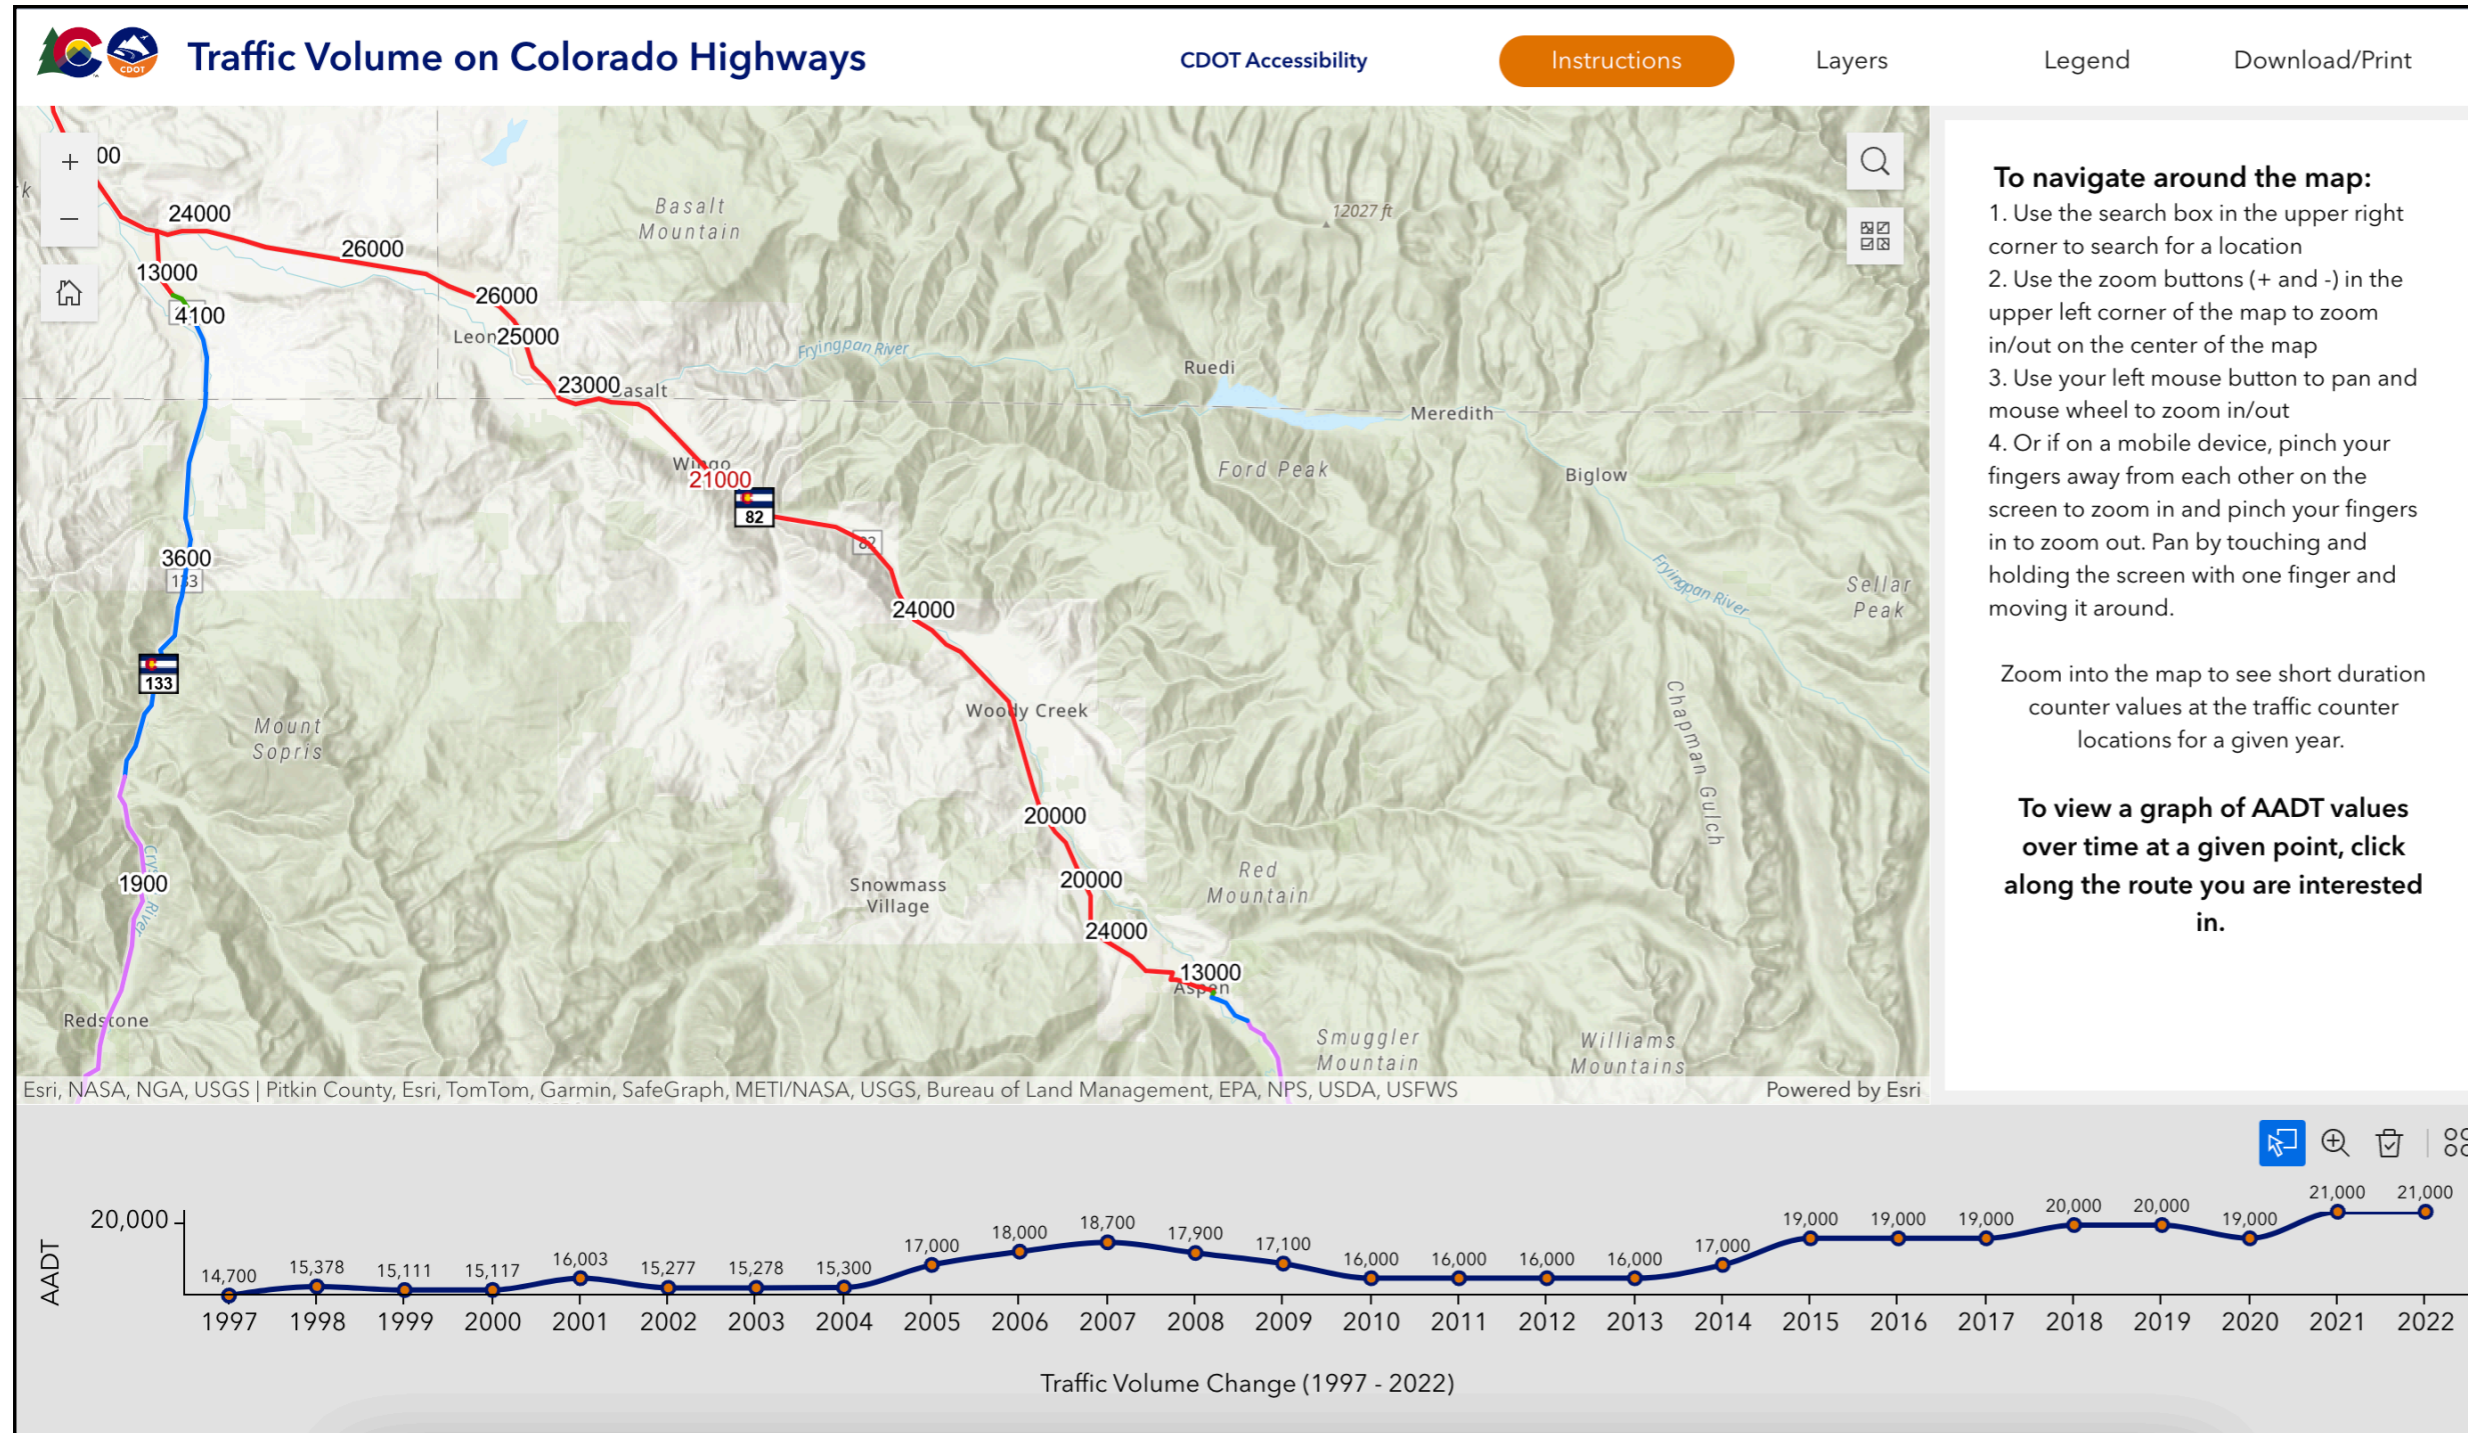 CDOT
Traffic Volume on Colorado Highways
CDOT Accessibility
Instructions
Layers
Legend
Download/Print
00
+
−
k
24000
26000
13000
4100
26000
Leon
25000
23000
asalt
Basalt
Mountain
12027 ft
Fryingpan River
Ruedi
Meredith
Wingo
21000
82
82
Ford Peak
Biglow
3600
133
133
24000
Fryingpan River
Sellar
Peak
Mount
Sopris
Woody Creek
Chapman Gulch
20000
1900
River
20000
Snowmass
Village
Red
Mountain
24000
13000
Aspen
Redstone
Smuggler
Mountain
Williams
Mountains
Esri, NASA, NGA, USGS | Pitkin County, Esri, TomTom, Garmin, SafeGraph, METI/NASA, USGS, Bureau of Land Management, EPA, NPS, USDA, USFWS
Powered by Esri
To navigate around the map:
1. Use the search box in the upper right
corner to search for a location
2. Use the zoom buttons (+ and -) in the
upper left corner of the map to zoom
in/out on the center of the map
3. Use your left mouse button to pan and
mouse wheel to zoom in/out
4. Or if on a mobile device, pinch your
fingers away from each other on the
screen to zoom in and pinch your fingers
in to zoom out. Pan by touching and
holding the screen with one finger and
moving it around.
Zoom into the map to see short duration
counter values at the traffic counter
locations for a given year.
To view a graph of AADT values
over time at a given point, click
along the route you are interested
in.
AADT
20,000
14,700 15,378 15,111 15,117 16,003 15,277 15,278 15,300 17,000 18,000 18,700 17,900 17,100 16,000 16,000 16,000 16,000 17,000 19,000 19,000 19,000 20,000 20,000 19,000 21,000 21,000
1997 1998 1999 2000 2001 2002 2003 2004 2005 2006 2007 2008 2009 2010 2011 2012 2013 2014 2015 2016 2017 2018 2019 2020 2021 2022
Traffic Volume Change (1997 - 2022)